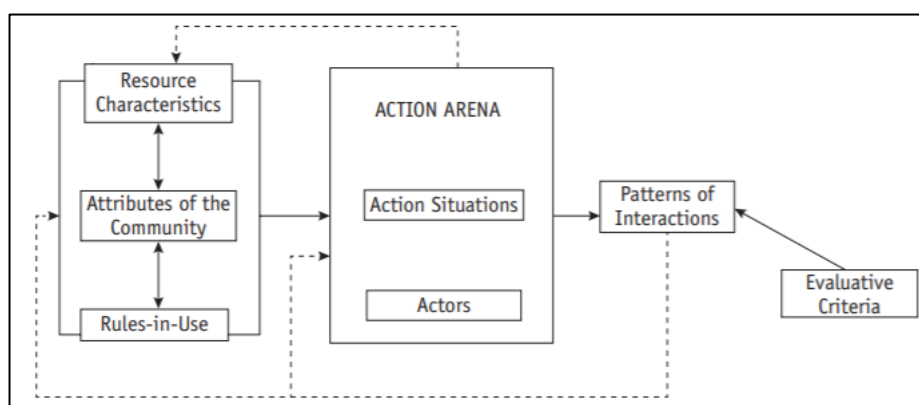 Resource
Characteristics
Attributes of the
Community
Rules-in-Use
ACTION ARENA
Action Situations
Actors
Patterns of
Interactions
Evaluative
Criteria